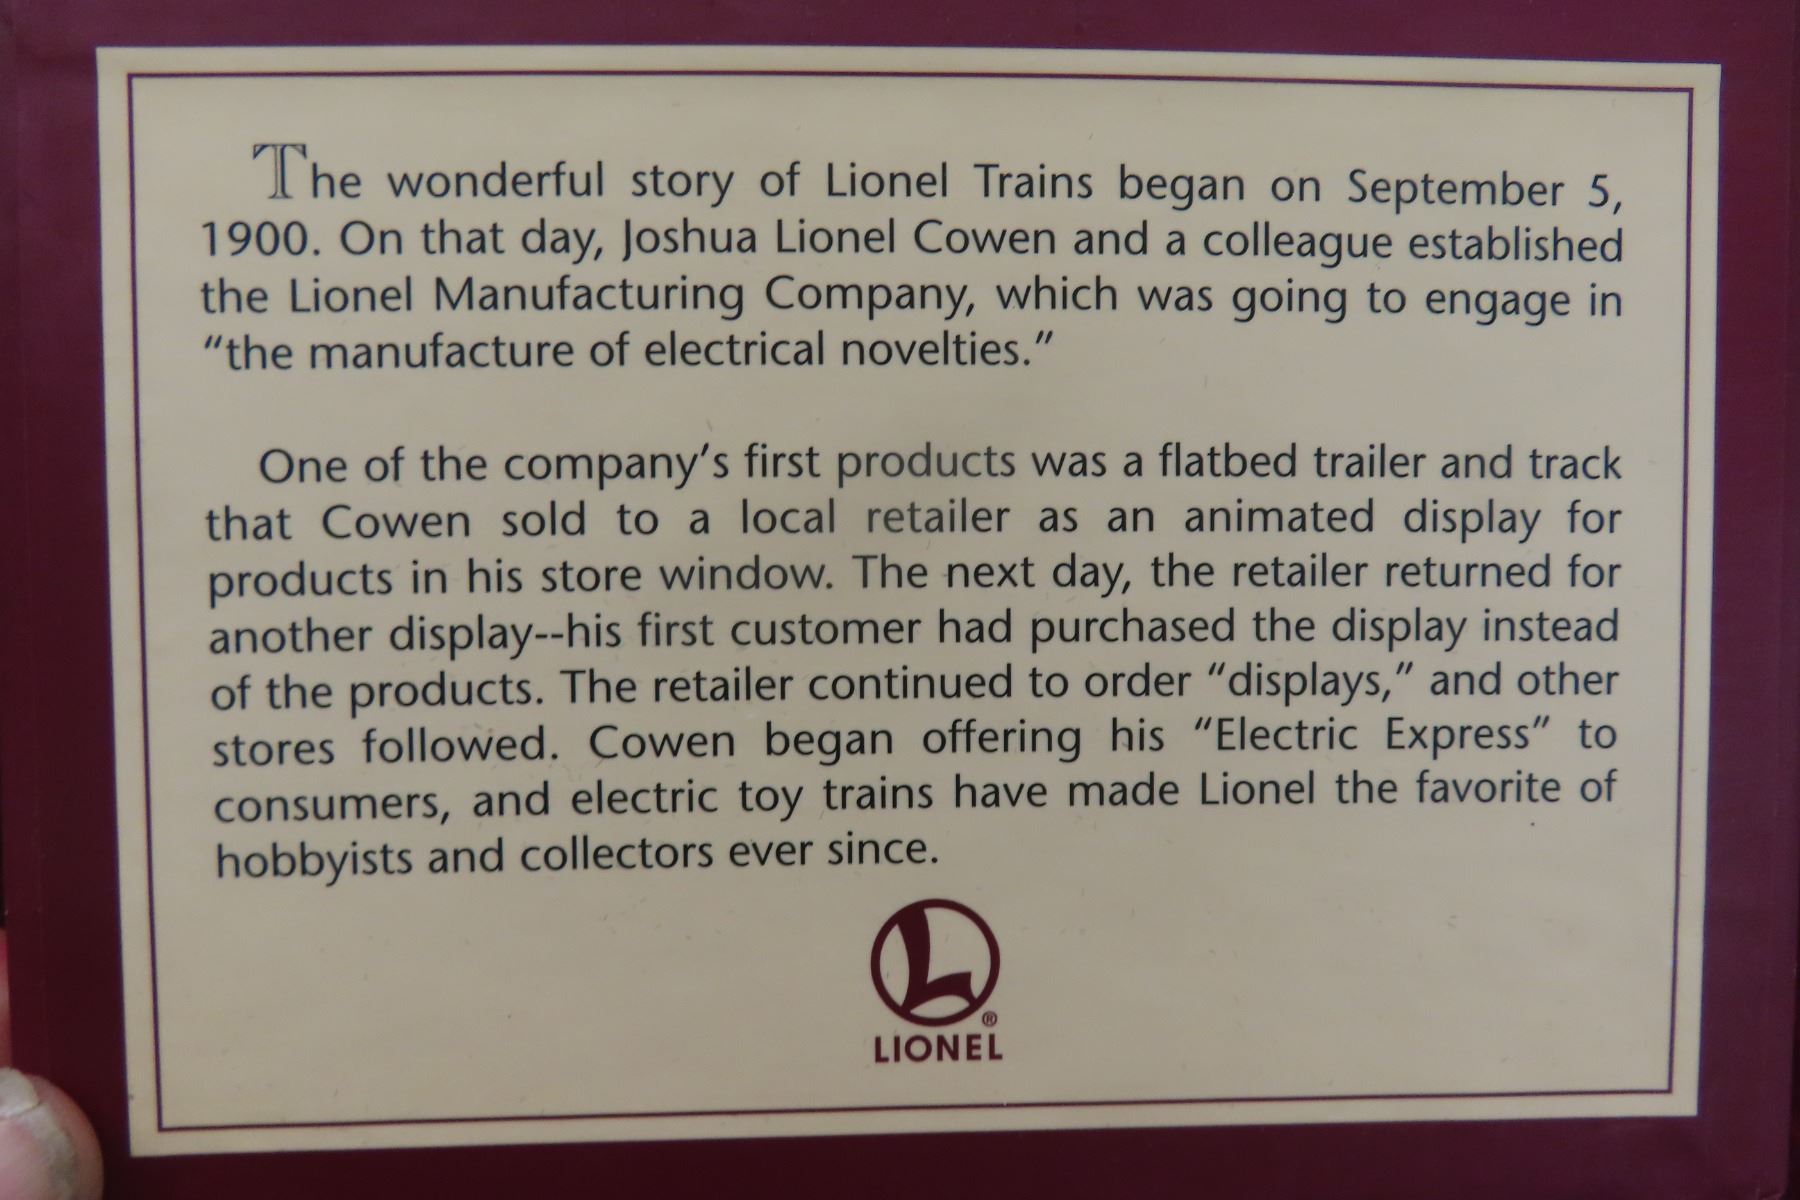 The wonderful story of Lionel Trains began on September 5,
1900. On that day, Joshua Lionel Cowen and a colleague established
the Lionel Manufacturing Company, which was going to engage in
“the manufacture of electrical novelties.”
One of the company’s first products was a flatbed trailer and track
that Cowen sold to a local retailer as an animated display for
products in his store window. The next day, the retailer returned for
another display--his first customer had purchased the display instead
of the products. The retailer continued to order “displays,” and other
stores followed. Cowen began offering his “Electric Express” to
consumers, and electric toy trains have made Lionel the favorite of
hobbyists and collectors ever since.
L
®
LIONEL